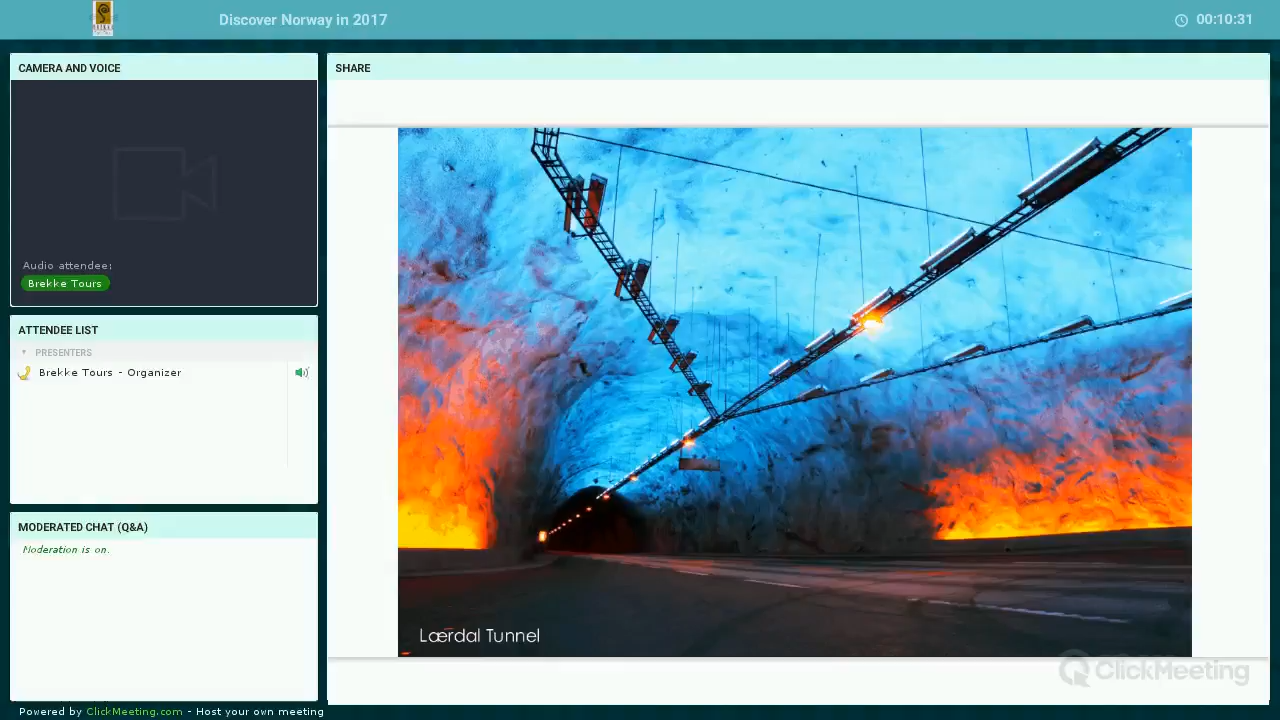 Discover Norway in 2017
00:10:31
CAMERA AND VOICE
Audio attendee:
Brekke Tours
ATTENDEE LIST
PRESENTERS
Brekke Tours - Organizer
MODERATED CHAT (Q&A)
Moderation is on.
SHARE
Lærdal Tunnel
ClickMeeting
Powered by ClickMeeting.com - Host your own meeting